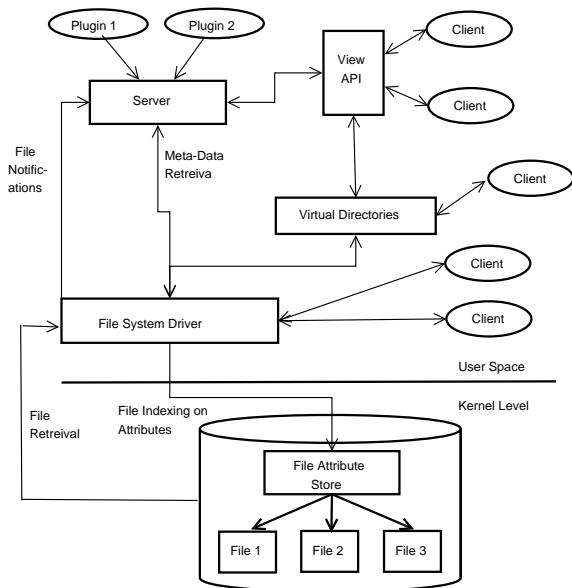 Plugin 1
Plugin 2
Client
View
API
Server
Client
File
Notific-
ations
Meta-Data
Retreiva
Client
Virtual Directories
Client
File System Driver
Client
User Space
File
Retreival
File Indexing on
Attributes
Kernel Level
File Attribute
Store
File 1
File 2
File 3